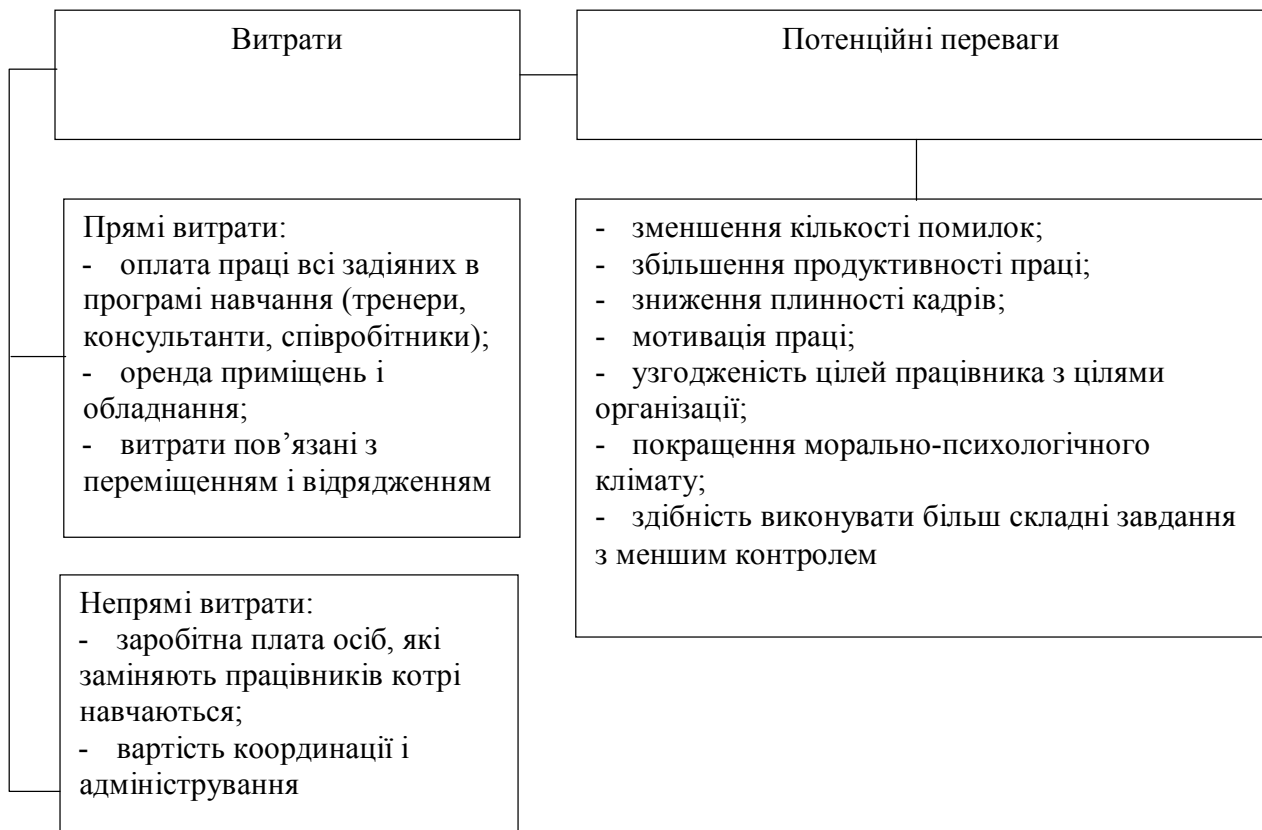 Витрати
Потенційні переваги
Прямі витрати:
- оплата праці всі задіяних в
програмі навчання (тренери,
консультанти, співробітники);
- оренда приміщень і
обладнання;
- витрати пов’язані з
переміщенням і відрядженням
Непрямі витрати:
- заробітна плата осіб, які
заміняють працівників котрі
навчаються;
- вартість координації і
адміністрування
- зменшення кількості помилок;
- збільшення продуктивності праці;
- зниження плинності кадрів;
- мотивація праці;
- узгодженість цілей працівника з цілями
організації;
- покращення морально-психологічного
клімату;
- здібність виконувати більш складні завдання
з меншим контролем